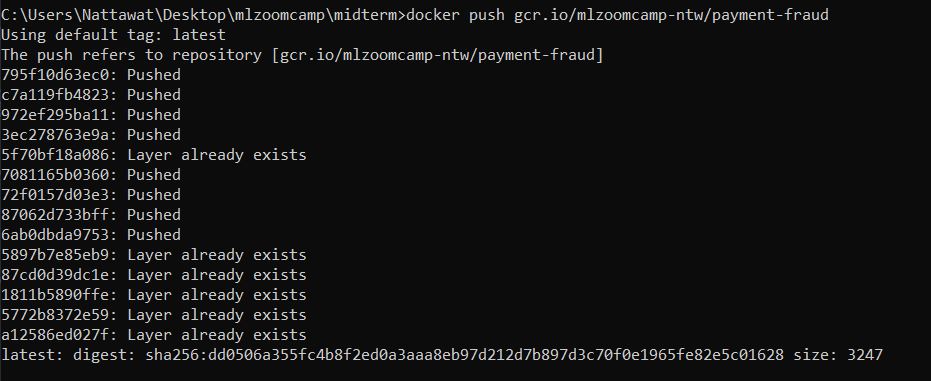 C:\Users\Nattawat\Desktop\mlzoomcamp\midterm>docker push gcr.io/mlzoomcamp-ntw/payment-fraud
Using default tag: latest
The push refers to repository [gcr.io/mlzoomcamp-ntw/payment-fraud]
795f10d63ec0: Pushed
c7a119fb4823: Pushed
972ef295ba11: Pushed
3ec278763e9a: Pushed
5f70bf18a086: Layer already exists
7081165b0360: Pushed
72f0157d03e3: Pushed
87062d733bff: Pushed
6ab0dbda9753: Pushed
5897b7e85eb9: Layer already exists
87cd0d39dc1e: Layer already exists
1811b5890ffe: Layer already exists
5772b8372e59: Layer already exists
a12586ed027f: Layer already exists
latest: digest: sha256:dd0506a355fc4b8f2ed0a3aaa8eb97d212d7b897d3c70f0e1965fe82e5c01628 size: 3247